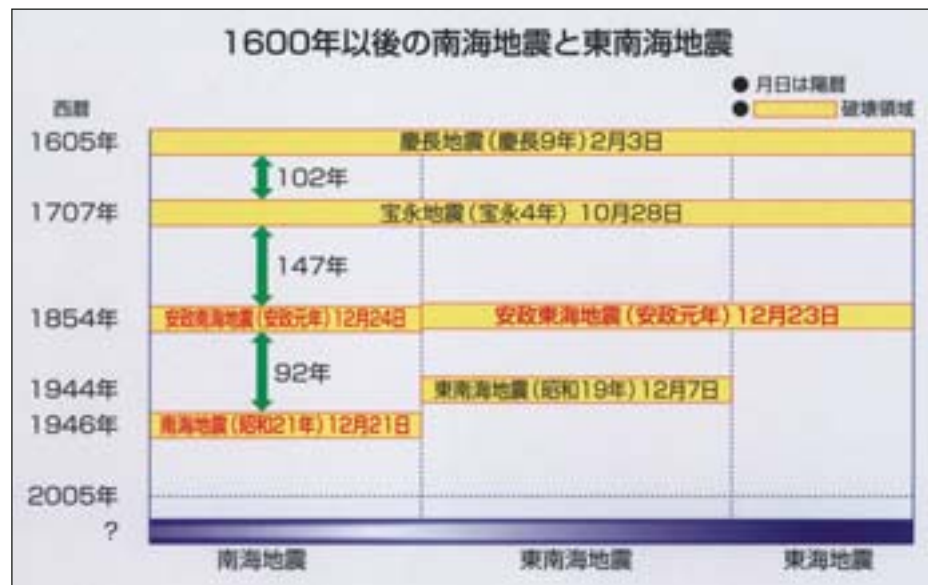 1600年以後の南海地震と東南海地震
● 月日は陽暦
● 破壊領域
西暦
1605年
慶長地震(慶長9年)2月3日
102年
1707年
宝永地震(宝永4年) 10月28日
147年
1854年
安政南海地震(安政元年)12月24日
安政東海地震(安政元年)12月23日
92年
1944年
東南海地震(昭和19年)12月7日
1946年
南海地震(昭和21年)12月21日
2005年
?
南海地震 東南海地震 東海地震